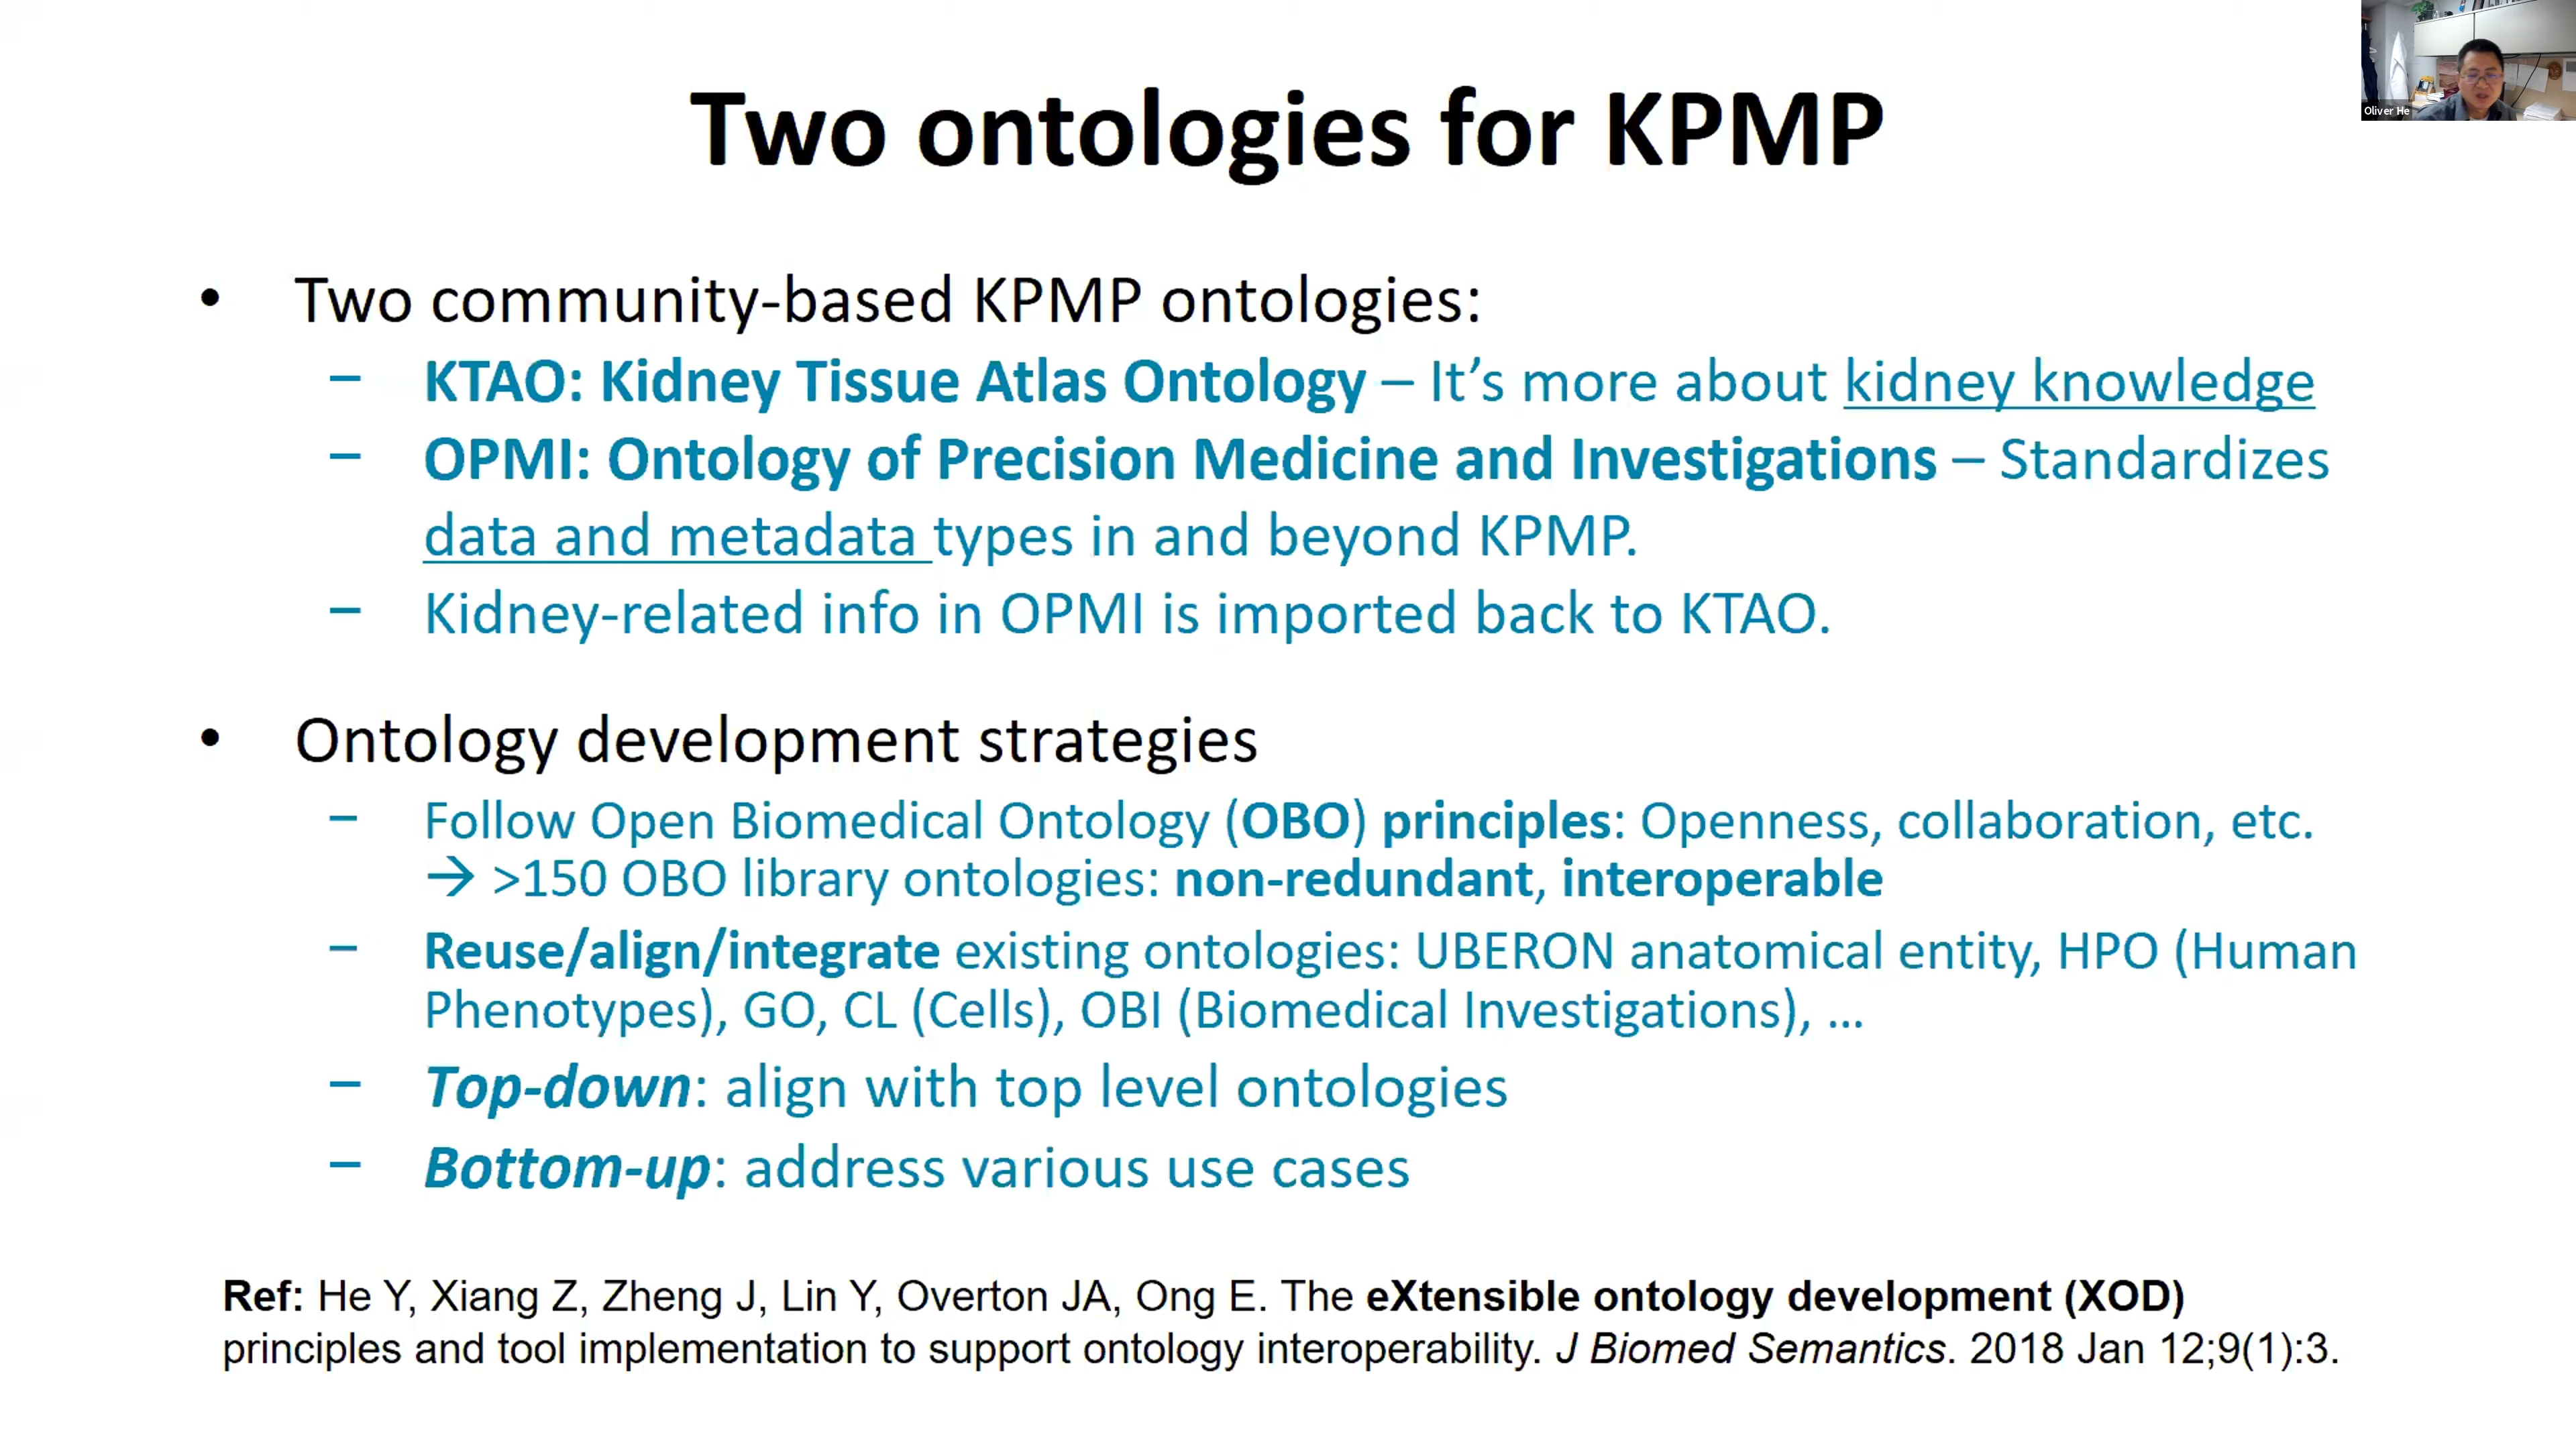 Two ontologies for KPMP
Oliver He
• Two community-based KPMP ontologies:
– KTAO: Kidney Tissue Atlas Ontology – It’s more about kidney knowledge
– OPMI: Ontology of Precision Medicine and Investigations – Standardizes
data and metadata types in and beyond KPMP.
– Kidney-related info in OPMI is imported back to KTAO.
• Ontology development strategies
– Follow Open Biomedical Ontology (OBO) principles: Openness, collaboration, etc.
→ >150 OBO library ontologies: non-redundant, interoperable
– Reuse/align/integrate existing ontologies: UBERON anatomical entity, HPO (Human
Phenotypes), GO, CL (Cells), OBI (Biomedical Investigations), ...
– Top-down: align with top level ontologies
– Bottom-up: address various use cases
Ref: He Y, Xiang Z, Zheng J, Lin Y, Overton JA, Ong E. The eXtensible ontology development (XOD)
principles and tool implementation to support ontology interoperability. J Biomed Semantics. 2018 Jan 12;9(1):3.